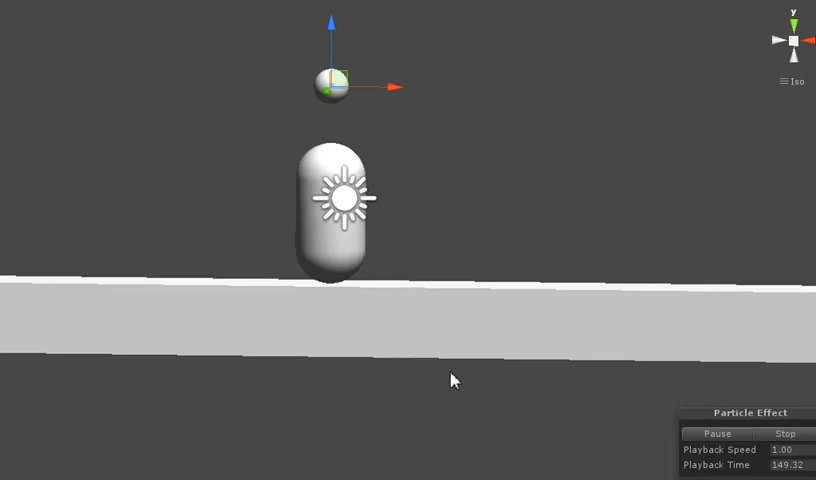 y
Iso
Particle Effect
Pause Stop
Playback Speed 1.00
Playback Time 149.32